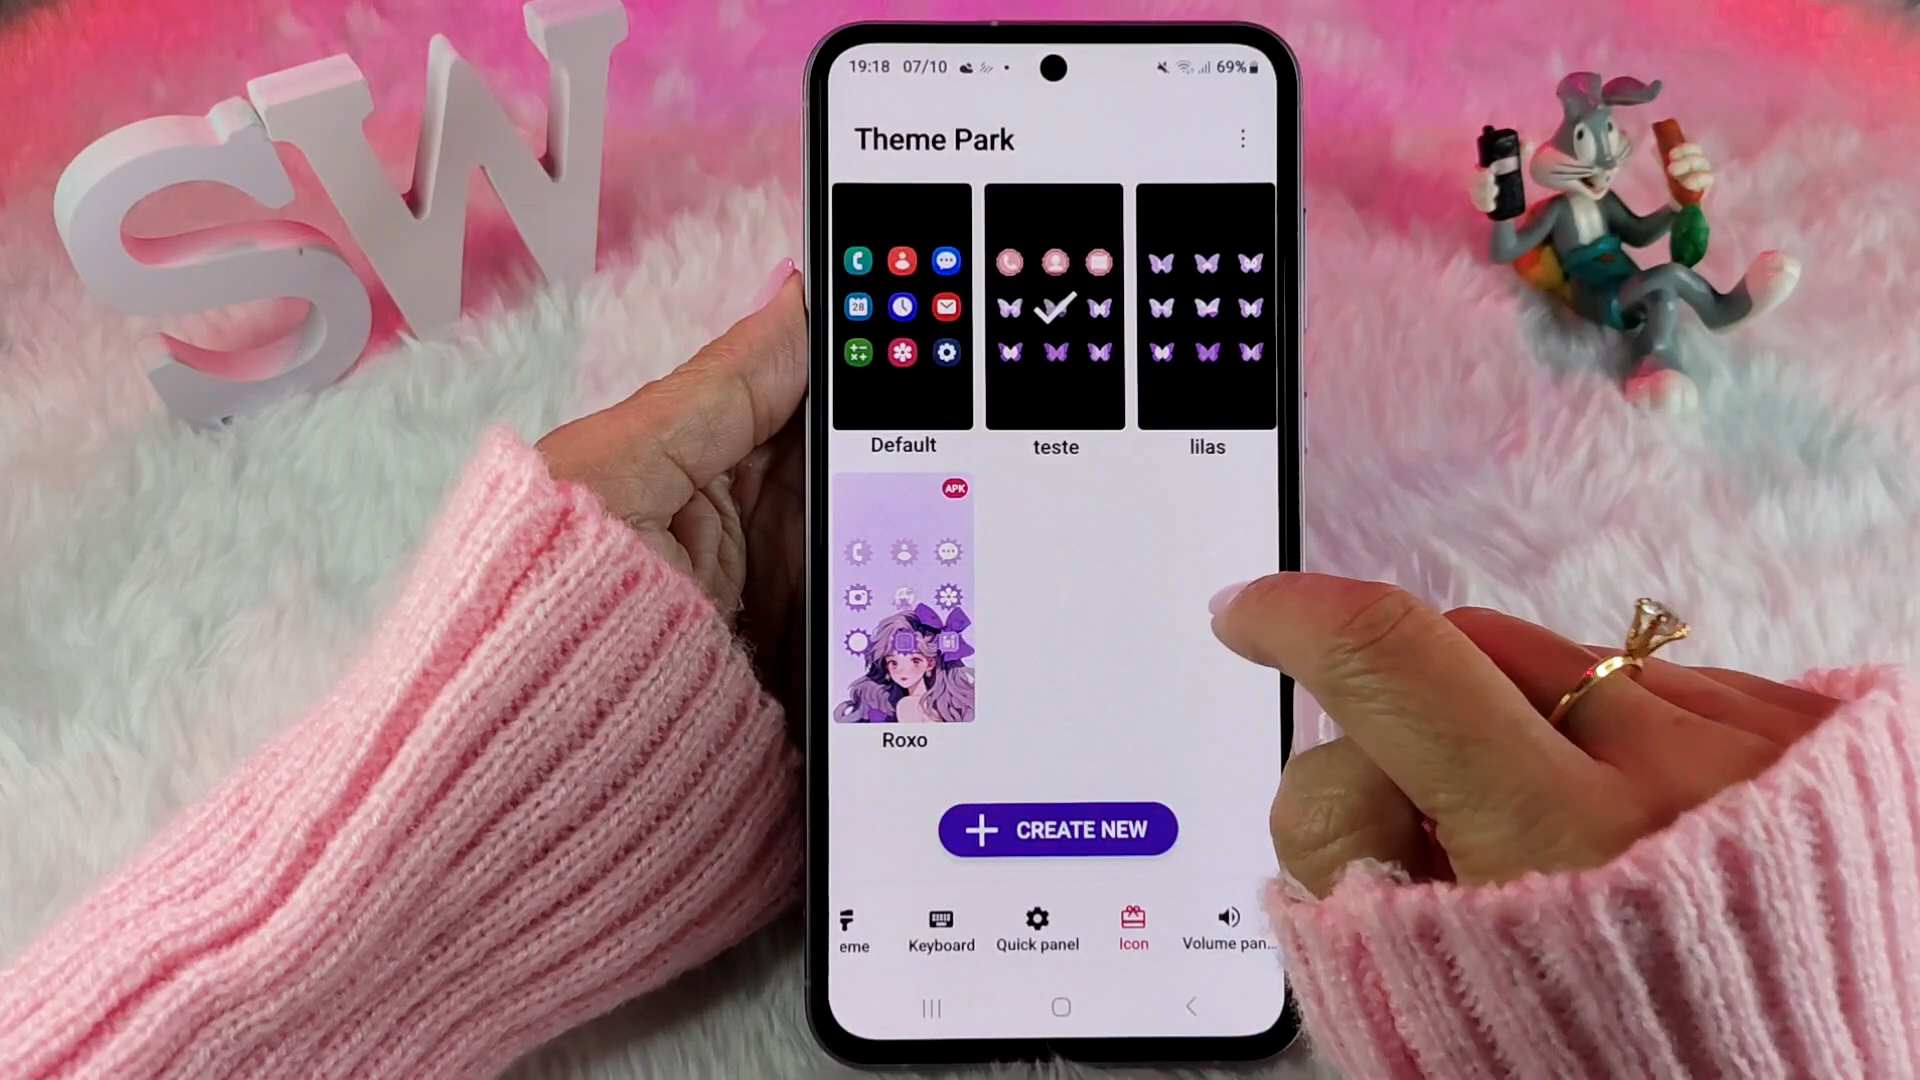 SW
19:18 07/10
69%
Theme Park
28
Default
teste
lilas
APK
Roxo
+ CREATE NEW
eme
Keyboard
Quick panel
Icon
Volume pan...